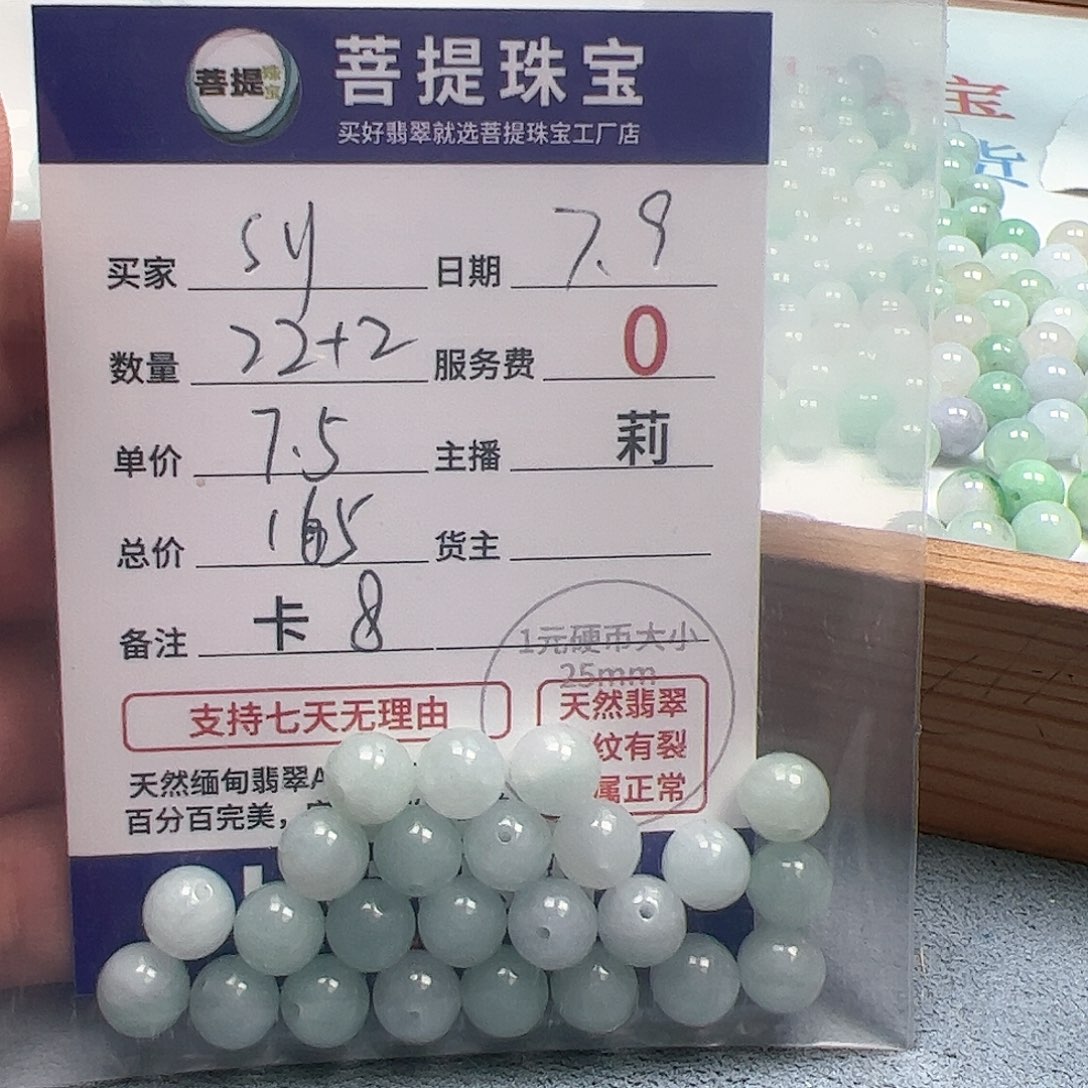 菩提珠宝
菩提珠宝
买好翡翠就选菩提珠宝工厂店
买家 sy 日期 7.9
数量 22+2 服务费 0
单价 7.5 主播 莉
总价 165 货主
备注 卡 8
1元硬币大小
25mm
支持七天无理由
天然翡翠
纹有裂
属正常
天然缅甸翡翠A
百分百完美，
宝
货